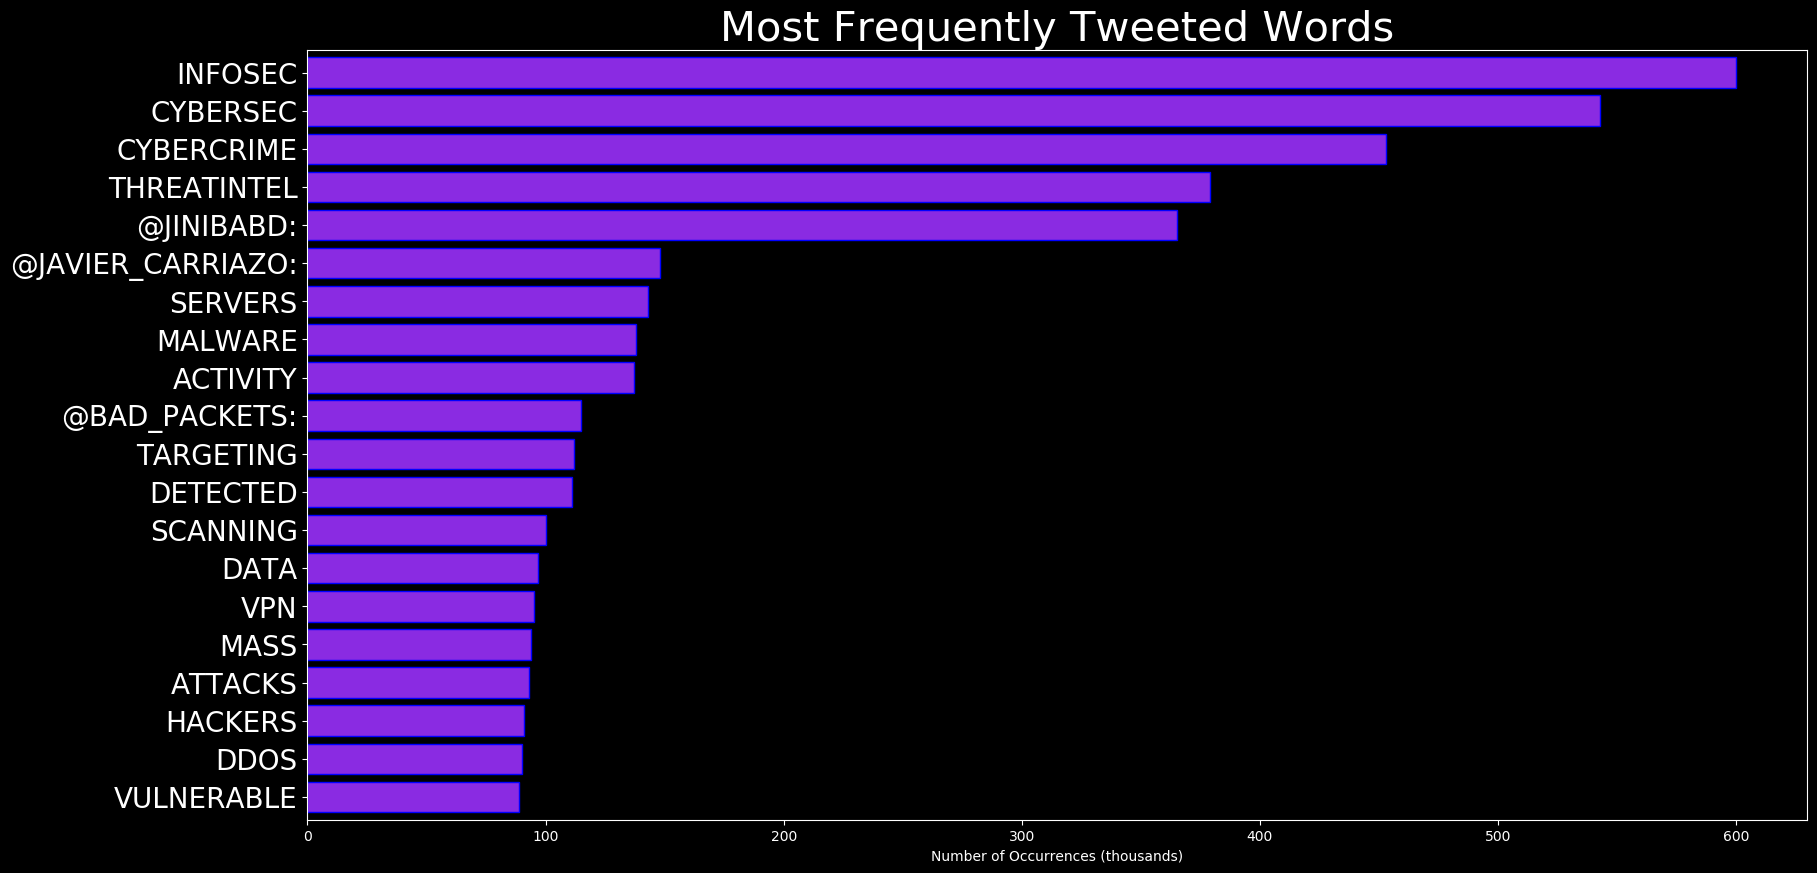 Most Frequently Tweeted Words
INFOSEC
CYBERSEC
CYBERCRIME
THREATINTEL
@JINIBABD:
@JAVIER_CARRIAZO:
SERVERS
MALWARE
ACTIVITY
@BAD_PACKETS:
TARGETING
DETECTED
SCANNING
DATA
VPN
MASS
ATTACKS
HACKERS
DDOS
VULNERABLE
0 100 200 300 400 500 600
Number of Occurrences (thousands)